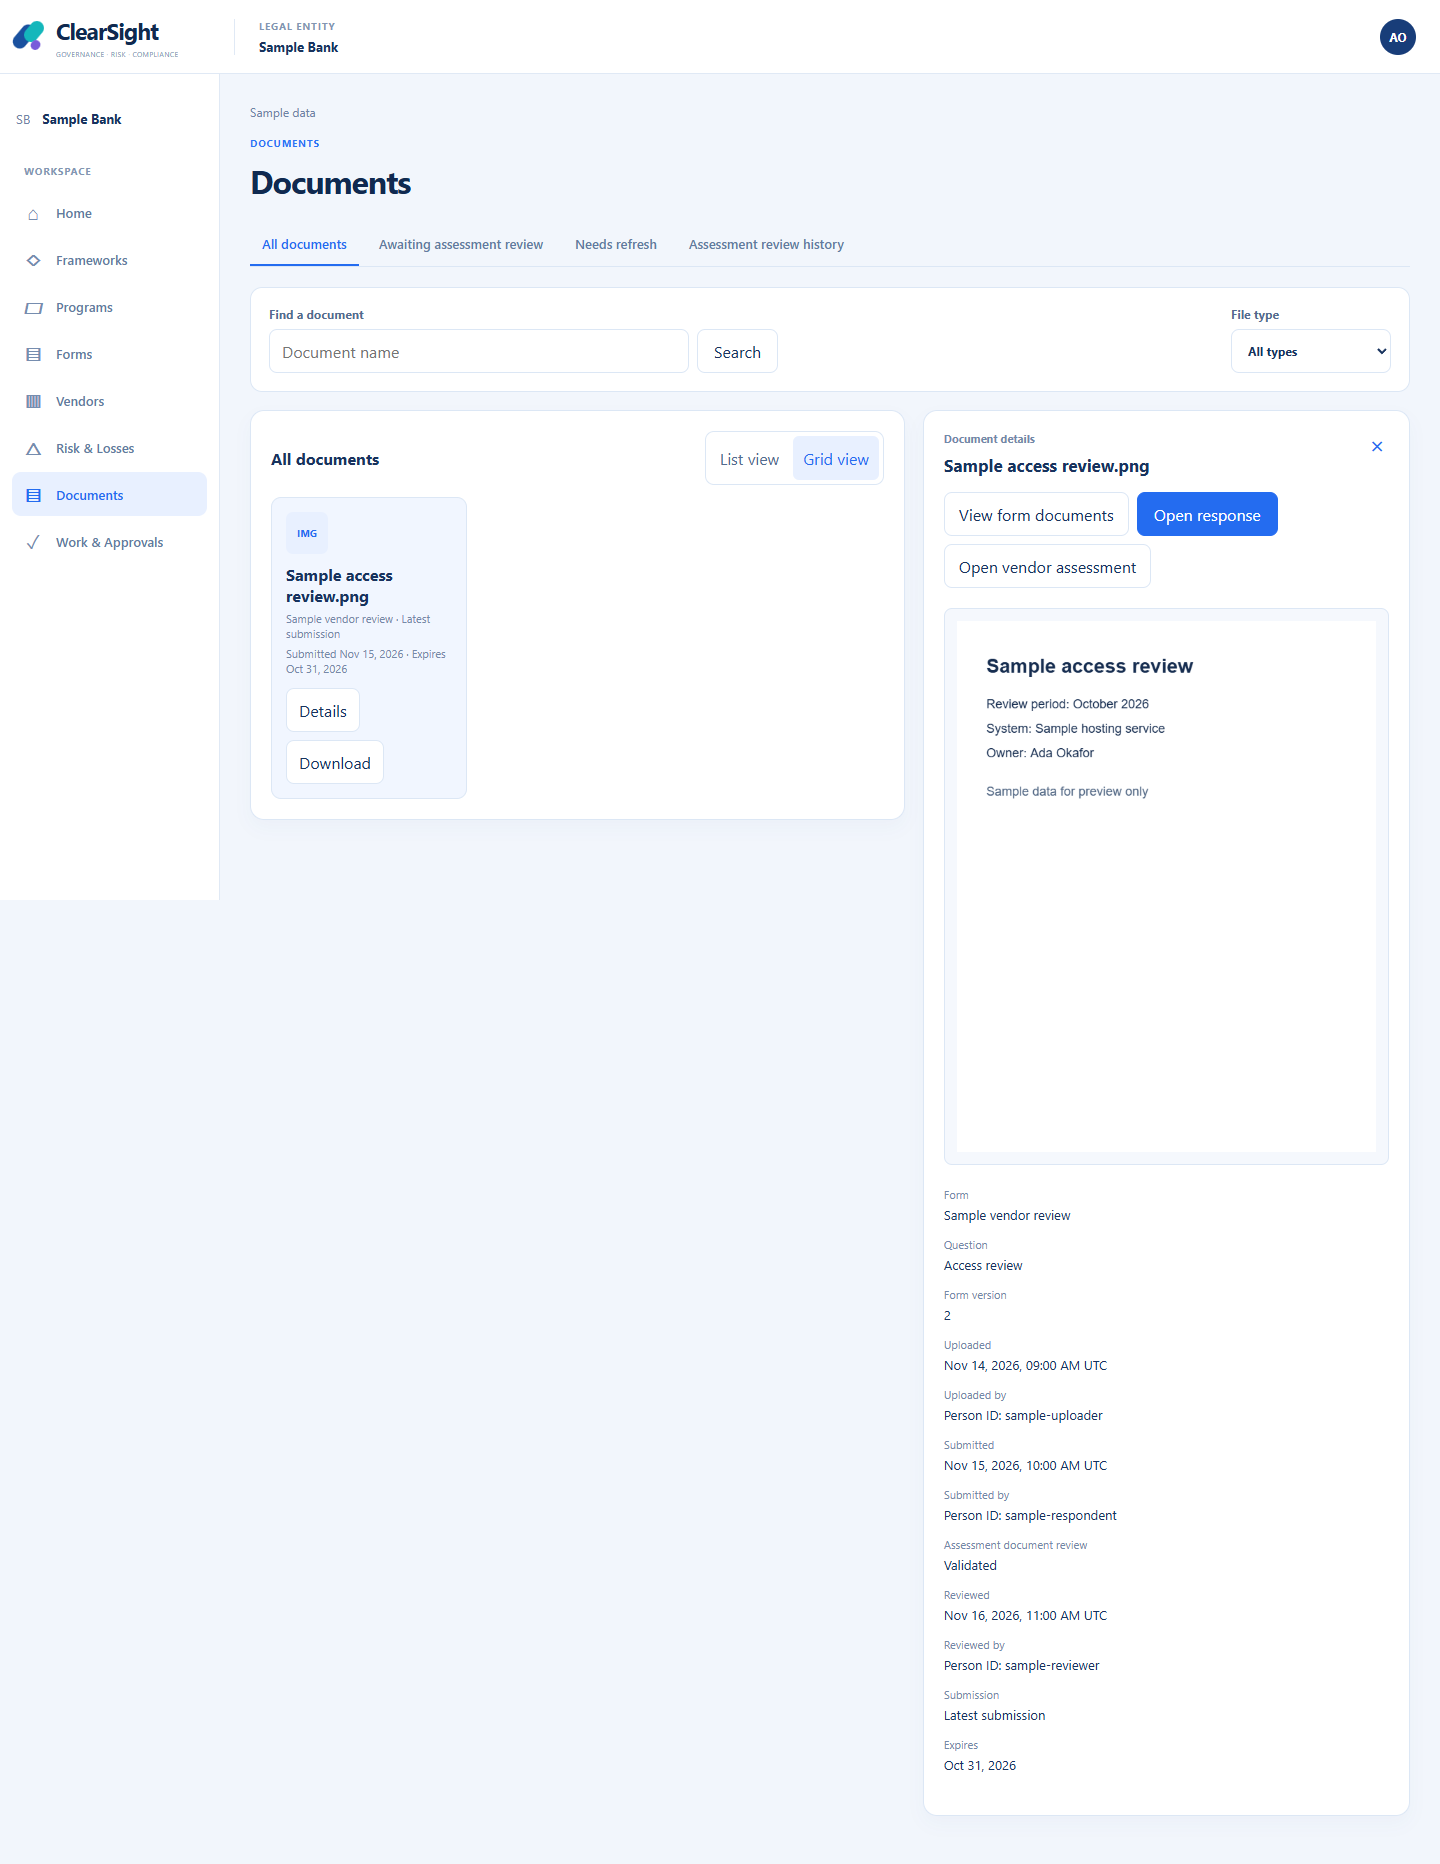 ClearSight
GOVERNANCE · RISK · COMPLIANCE
LEGAL ENTITY
Sample Bank
AO
SB Sample Bank
WORKSPACE
Home
Frameworks
Programs
Forms
Vendors
Risk & Losses
Documents
Work & Approvals
Sample data
DOCUMENTS
Documents
All documents
Awaiting assessment review
Needs refresh
Assessment review history
Find a document
Document name
Search
File type
All types
All documents
List view
Grid view
IMG
Sample access
review.png
Sample vendor review · Latest
submission
Submitted Nov 15, 2026 · Expires
Oct 31, 2026
Details
Download
Document details
Sample access review.png
View form documents
Open response
Open vendor assessment
Sample access review
Review period: October 2026
System: Sample hosting service
Owner: Ada Okafor
Sample data for preview only
Form
Sample vendor review
Question
Access review
Form version
2
Uploaded
Nov 14, 2026, 09:00 AM UTC
Uploaded by
Person ID: sample-uploader
Submitted
Nov 15, 2026, 10:00 AM UTC
Submitted by
Person ID: sample-respondent
Assessment document review
Validated
Reviewed
Nov 16, 2026, 11:00 AM UTC
Reviewed by
Person ID: sample-reviewer
Submission
Latest submission
Expires
Oct 31, 2026